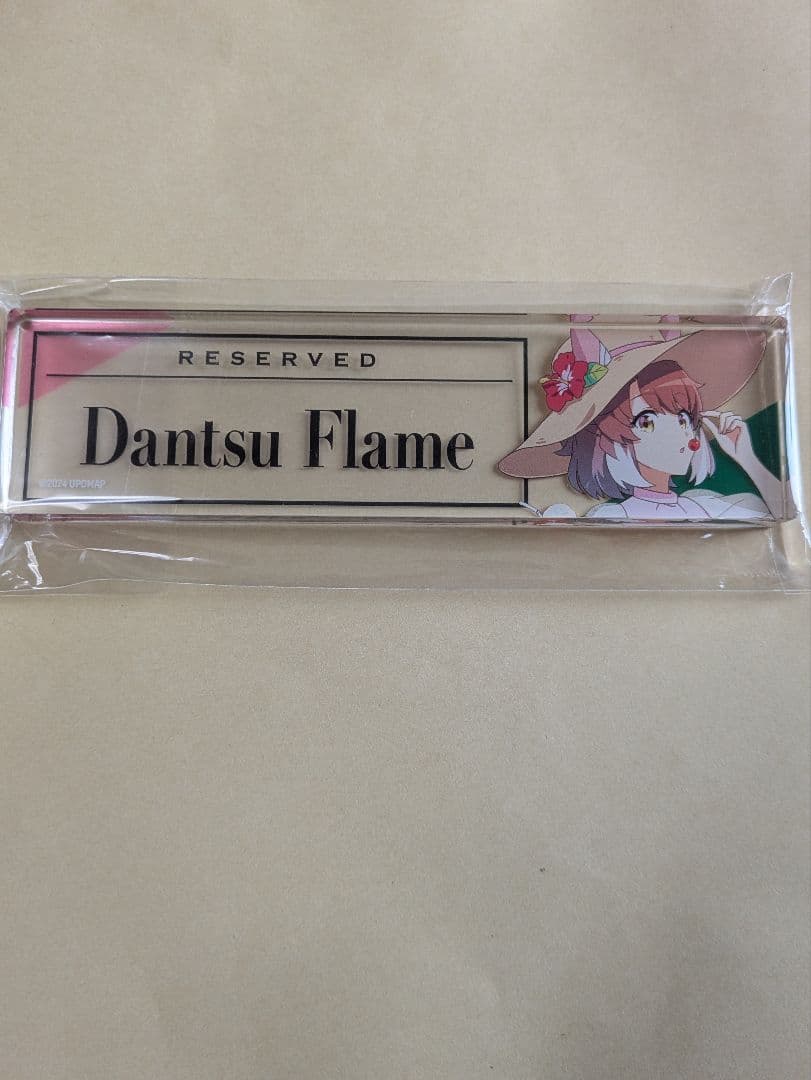 RESERVED
Dantsu Flame
©2024 UPDMAP